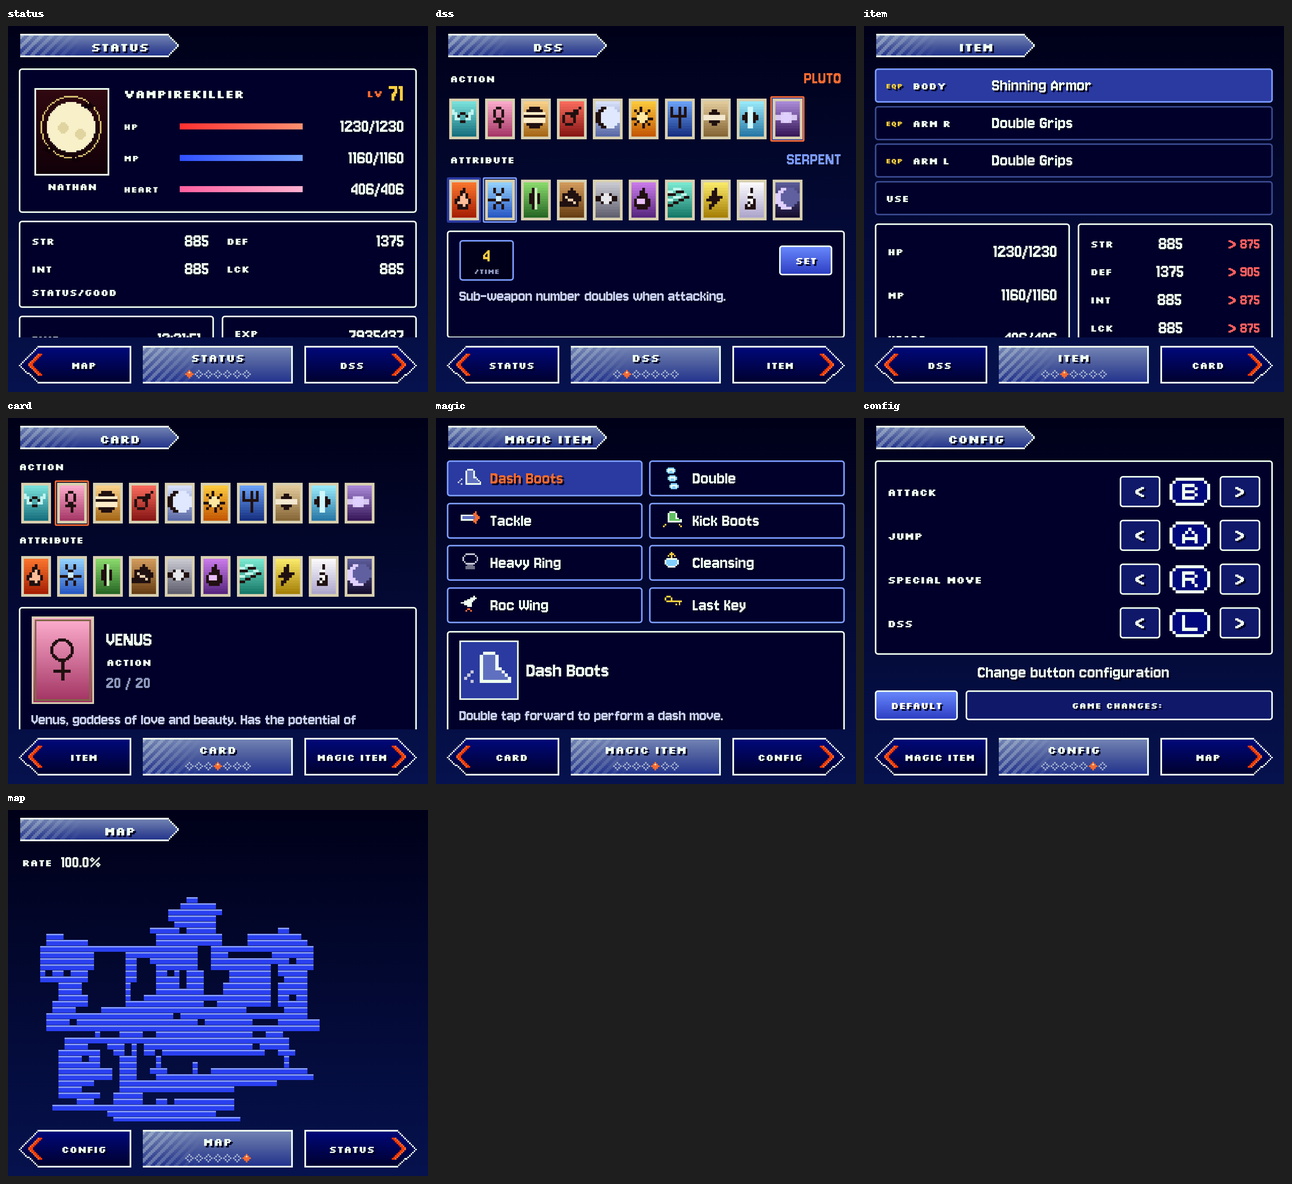 status
STATUS
VAMPIREKILLER
LV 71
HP 1230/1230
MP 1160/1160
NATHAN
HEART 406/406
STR 885 DEF 1375
INT 885 LCK 885
STATUS/GOOD
EXP 7935437
MAP
STATUS
DSS
dss
DSS
ACTION PLUTO
ATTRIBUTE SERPENT
4
/TIME
SET
Sub-weapon number doubles when attacking.
STATUS
DSS
ITEM
item
ITEM
EQP BODY Shinning Armor
EQP ARM R Double Grips
EQP ARM L Double Grips
USE
HP 1230/1230
MP 1160/1160
STR 885 > 875
DEF 1375 > 905
INT 885 > 875
LCK 885 > 875
DSS
ITEM
CARD
card
CARD
ACTION
ATTRIBUTE
VENUS
ACTION
20 / 20
Venus, goddess of love and beauty. Has the potential of
ITEM
CARD
MAGIC ITEM
magic
MAGIC ITEM
Dash Boots
Double
Tackle
Kick Boots
Heavy Ring
Cleansing
Roc Wing
Last Key
Dash Boots
Double tap forward to perform a dash move.
CARD
MAGIC ITEM
CONFIG
config
CONFIG
ATTACK < B >
JUMP < A >
SPECIAL MOVE < R >
DSS < L >
Change button configuration
DEFAULT
GAME CHANGES:
MAGIC ITEM
CONFIG
MAP
map
MAP
RATE 100.0%
CONFIG
MAP
STATUS